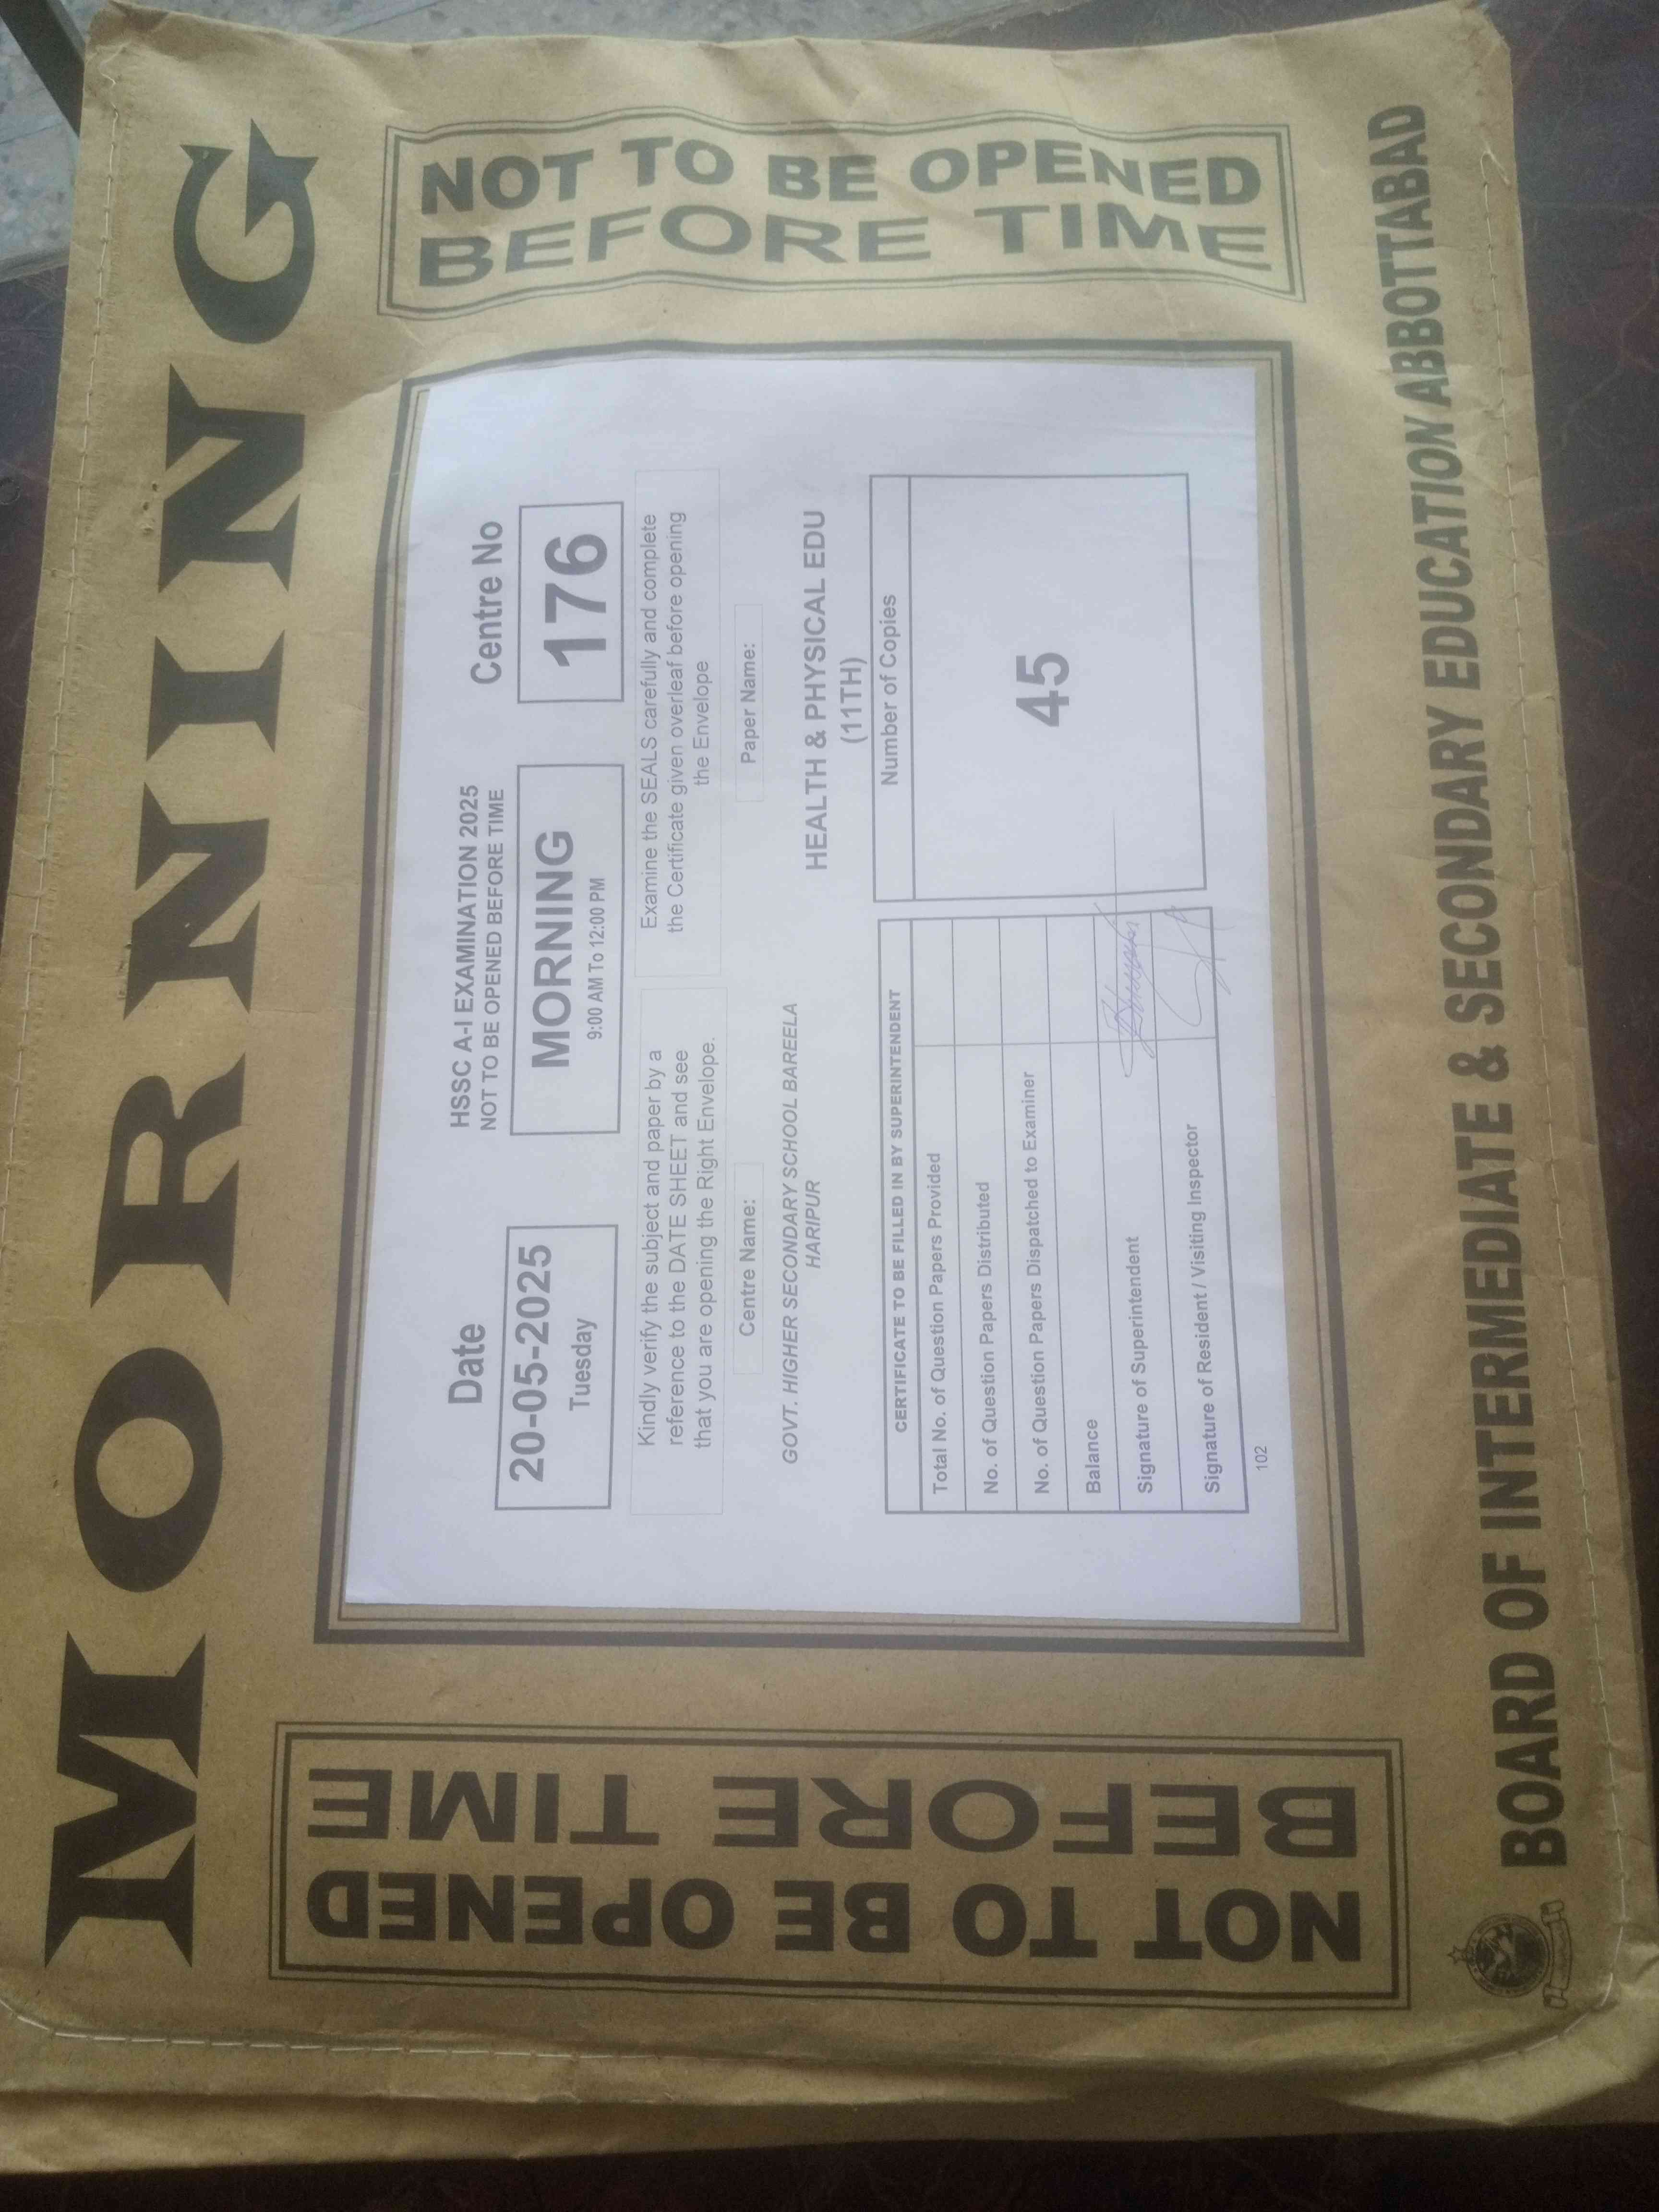 MORNING
NOT TO BE OPENED
BEFORE TIME
Date
20-05-2025
Tuesday
HSSC A-I EXAMINATION 2025
NOT TO BE OPENED BEFORE TIME
MORNING
9:00 AM To 12:00 PM
Centre No
176
Kindly verify the subject and paper by a
reference to the DATE SHEET and see
that you are opening the Right Envelope.
Examine the SEALS carefully and complete
the Certificate given overleaf before opening
the Envelope
Centre Name:
GOVT. HIGHER SECONDARY SCHOOL BAREELA
HARIPUR
Paper Name:
HEALTH & PHYSICAL EDU
(11TH)
CERTIFICATE TO BE FILLED IN BY SUPERINTENDENT
Total No. of Question Papers Provided
No. of Question Papers Distributed
No. of Question Papers Dispatched to Examiner
Balance
Signature of Superintendent
Signature of Resident / Visiting Inspector
Number of Copies
45
102
NOT TO BE OPENED
BEFORE TIME
BOARD OF INTERMEDIATE & SECONDARY EDUCATION ABBOTTABAD